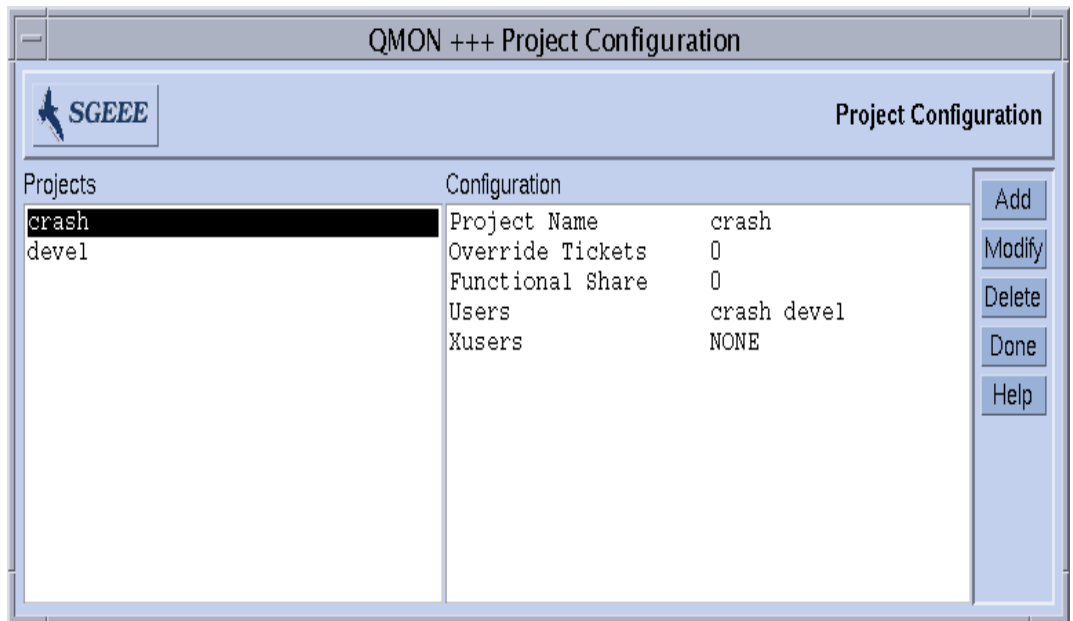 QMON +++ Project Configuration
SGEEE
Project Configuration
Projects
crash
devel
Configuration
Project Name crash
Override Tickets 0
Functional Share 0
Users crash devel
Xusers NONE
Add
Modify
Delete
Done
Help